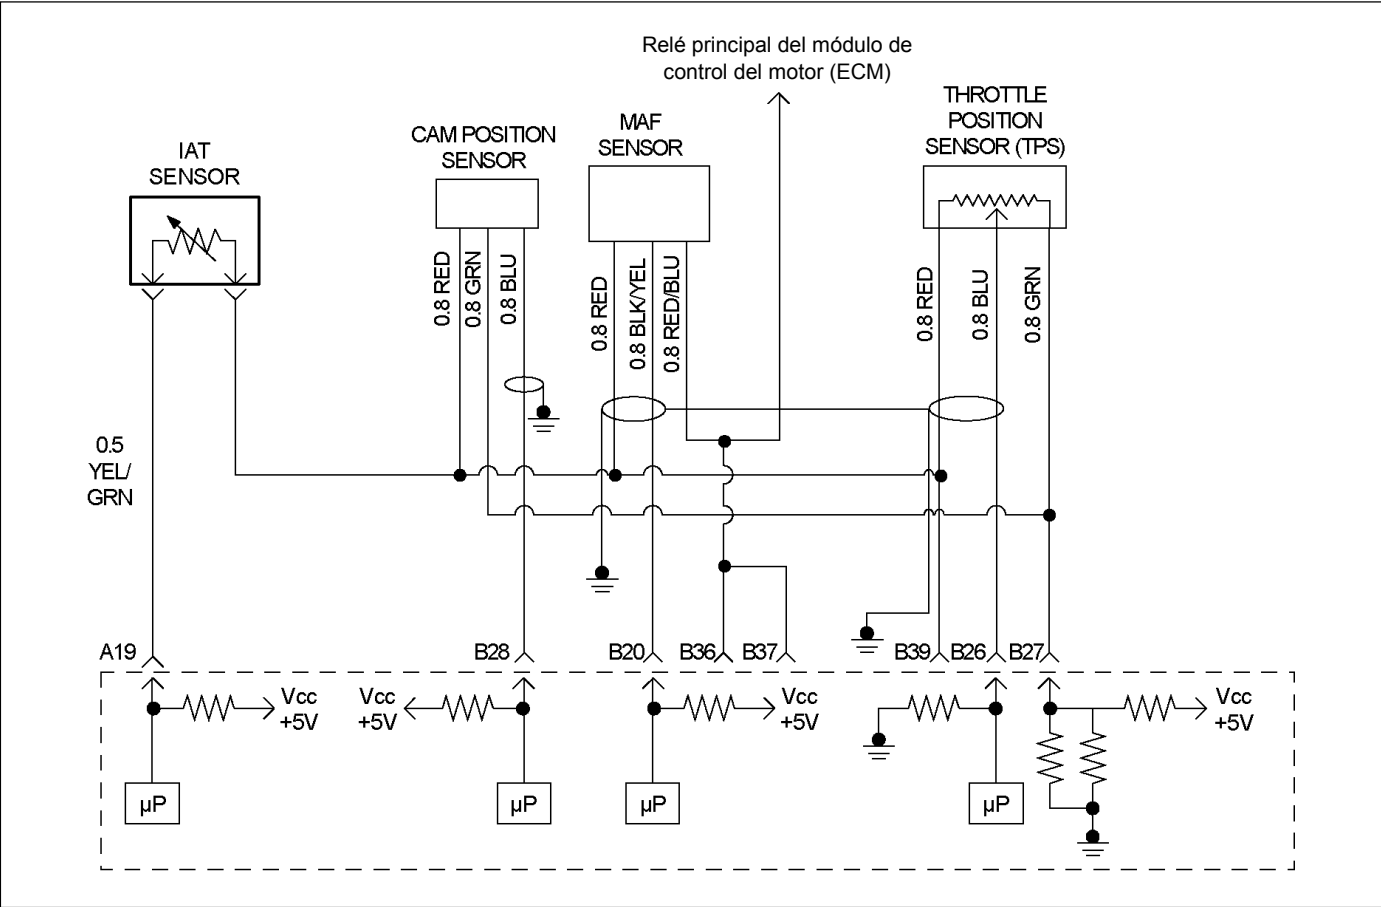 Relé principal del módulo de
control del motor (ECM)
THROTTLE
POSITION
SENSOR (TPS)
MAF
SENSOR
CAM POSITION
SENSOR
IAT
SENSOR
0.8 RED
0.8 GRN
0.8 BLU
0.8 RED
0.8 BLK/YEL
0.8 RED/BLU
0.8 RED
0.8 BLU
0.8 GRN
0.5
YEL/
GRN
A19
B28
B20
B36
B37
B39
B26
B27
Vcc
+5V
Vcc
+5V
Vcc
+5V
Vcc
+5V
µP
µP
µP
µP